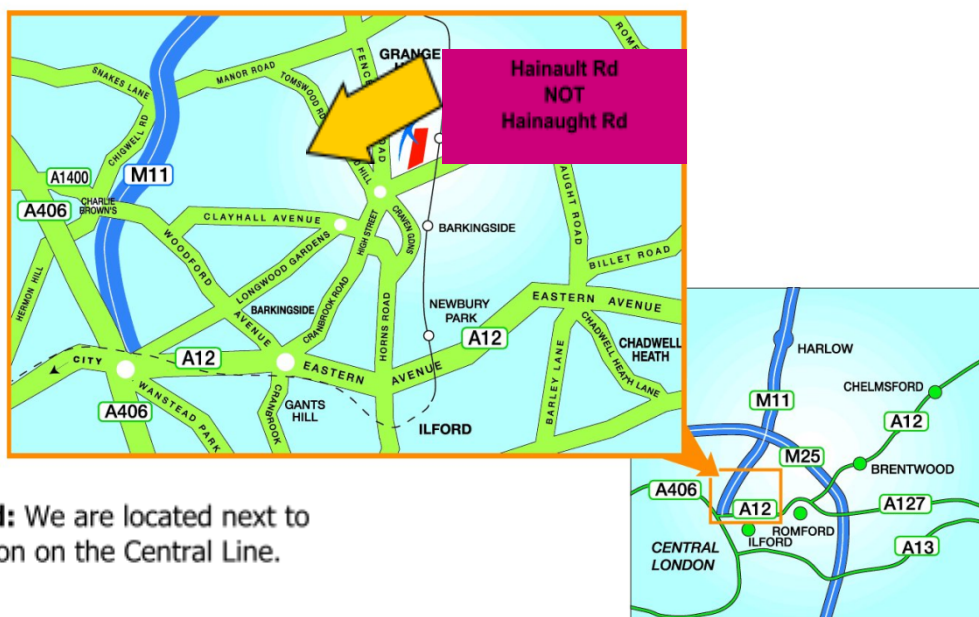 SNAKES LANE
MANOR ROAD
TOMSWOOD
GRANGE
Hainault Rd
NOT
Hainaught Rd
CHIGWELL RD
A1400
M11
HILL
ROAD
CHARLIE
BROWN'S
A406
CLAYHALL AVENUE
HIGH STREET
CRAVEN GDNS
BARKINGSIDE
AUGHT ROAD
BILLET ROAD
WOODFORD
AVENUE
LONGWOOD GARDENS
HERMON HILL
BARKINGSIDE
CRANBROOK ROAD
HORNS ROAD
NEWBURY
PARK
EASTERN AVENUE
A12
CHADWELL
HEATH
CHADWELL HEATH LANE
BARLEY LANE
CITY
A12
EASTERN AVENUE
A406
WANSTEAD PARK
CRANBROOK
GANTS
HILL
ILFORD
HARLOW
CHELMSFORD
M11
A12
M25
BRENTWOOD
A406
A12
A127
ROMFORD
ILFORD
A13
CENTRAL
LONDON
We are located next to
on on the Central Line.